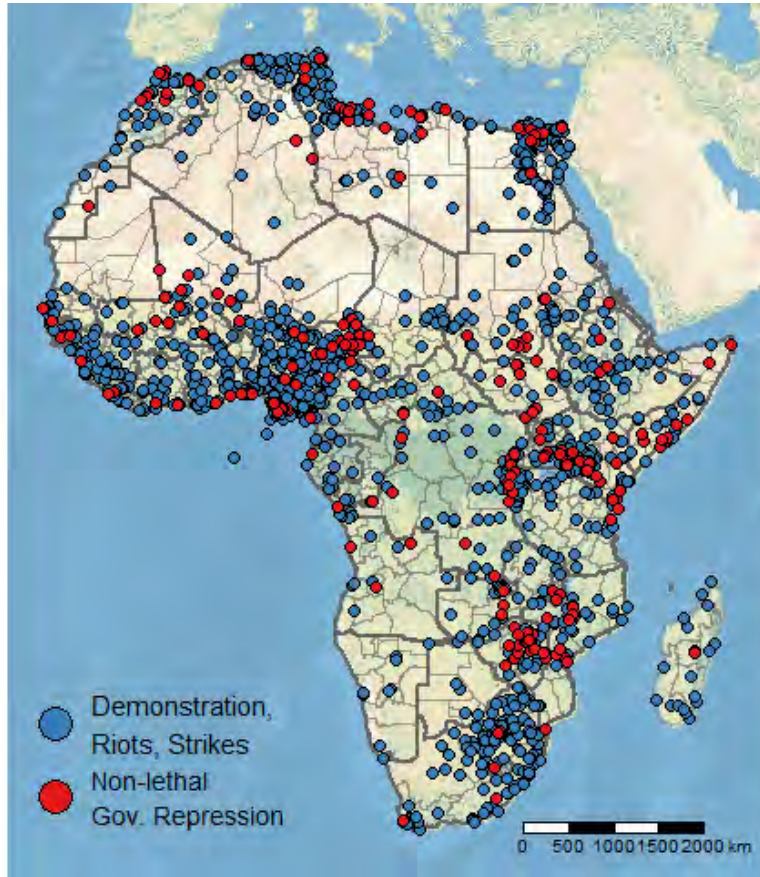 Demonstration,
Riots, Strikes
Non-lethal
Gov. Repression
0 500 1000 1500 2000 km